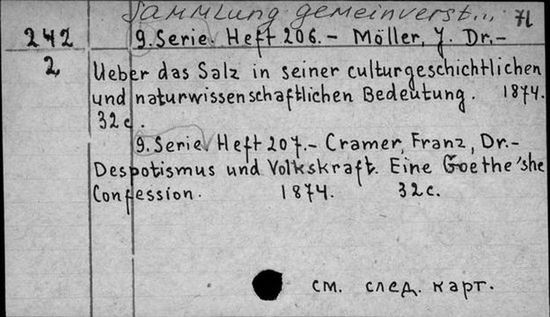 Sammlung gemeinverst... 71
242 9. Serie. Heft 206.- Möller, J. Dr.-
2 Ueber das Salz in seiner culturgeschichtlichen
und naturwissenschaftlichen Bedeutung. 1874.
32 с.
9. Serie. Heft 207.- Cramer, Franz, Dr.-
Despotismus und Volkskraft. Eine Goethe'she
Confession. 1874. 32 с.
см. след. карт.